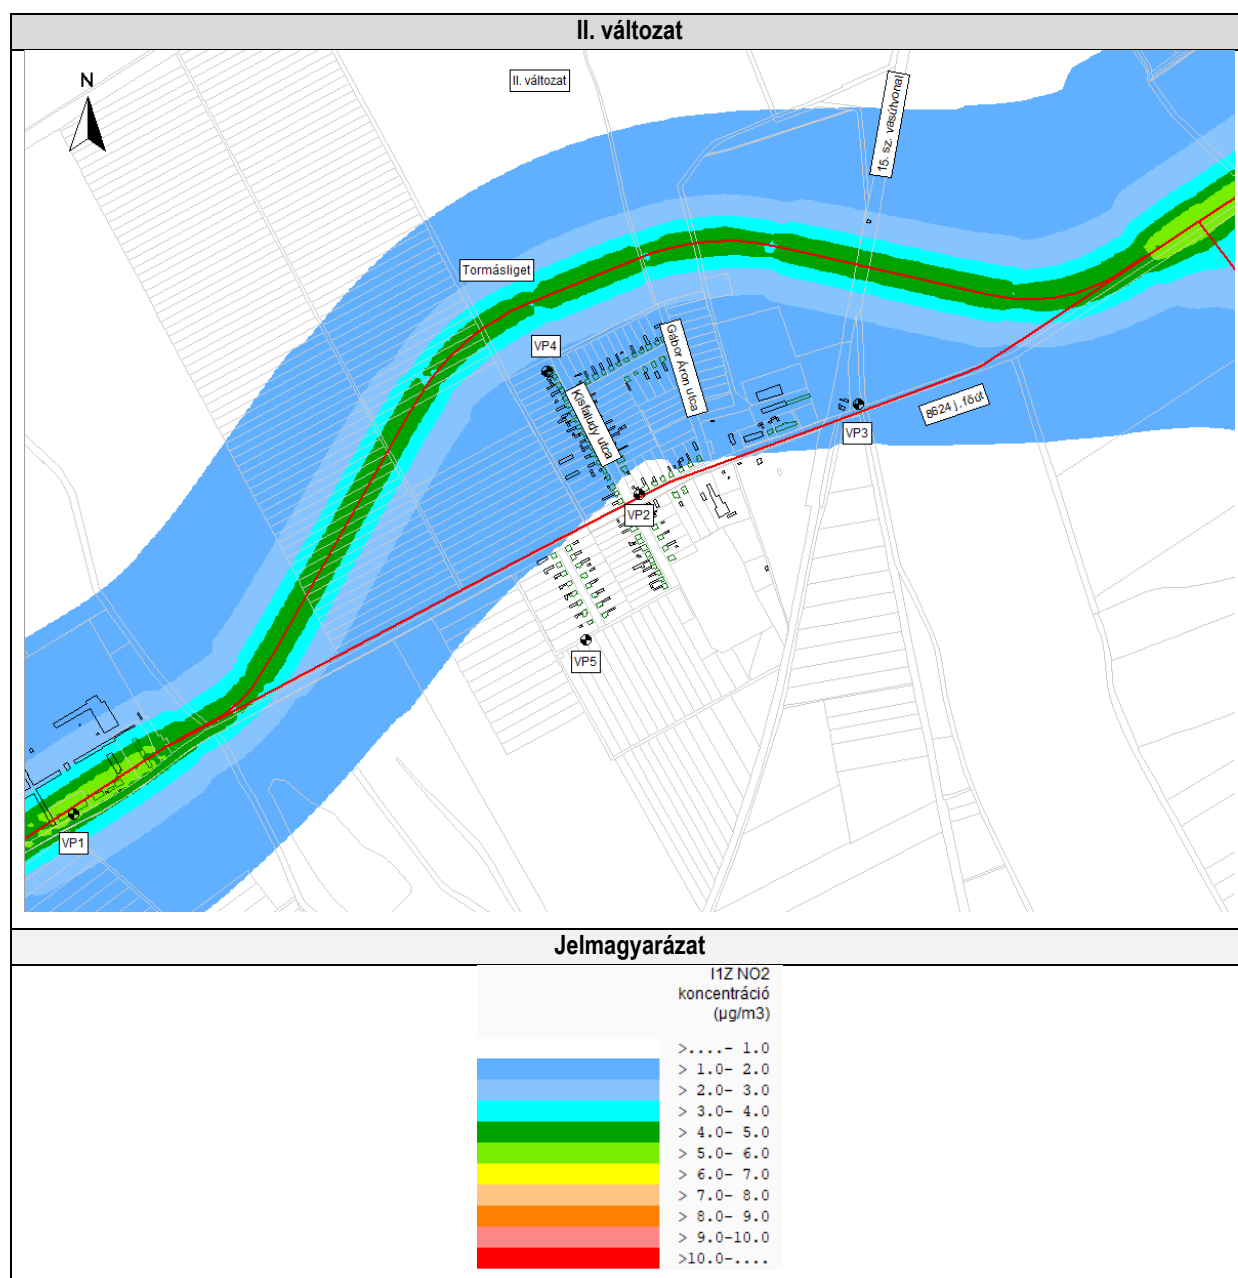 II. változat
N
II. változat
15. sz. vasútvonal
Tormásliget
VP4
Gábor Áron utca
Kisfaludy utca
8624 j. főút
VP3
VP2
VP5
VP1
Jelmagyarázat
I1Z NO2
koncentráció
(µg/m3)
>....- 1.0
> 1.0- 2.0
> 2.0- 3.0
> 3.0- 4.0
> 4.0- 5.0
> 5.0- 6.0
> 6.0- 7.0
> 7.0- 8.0
> 8.0- 9.0
> 9.0-10.0
>10.0-....